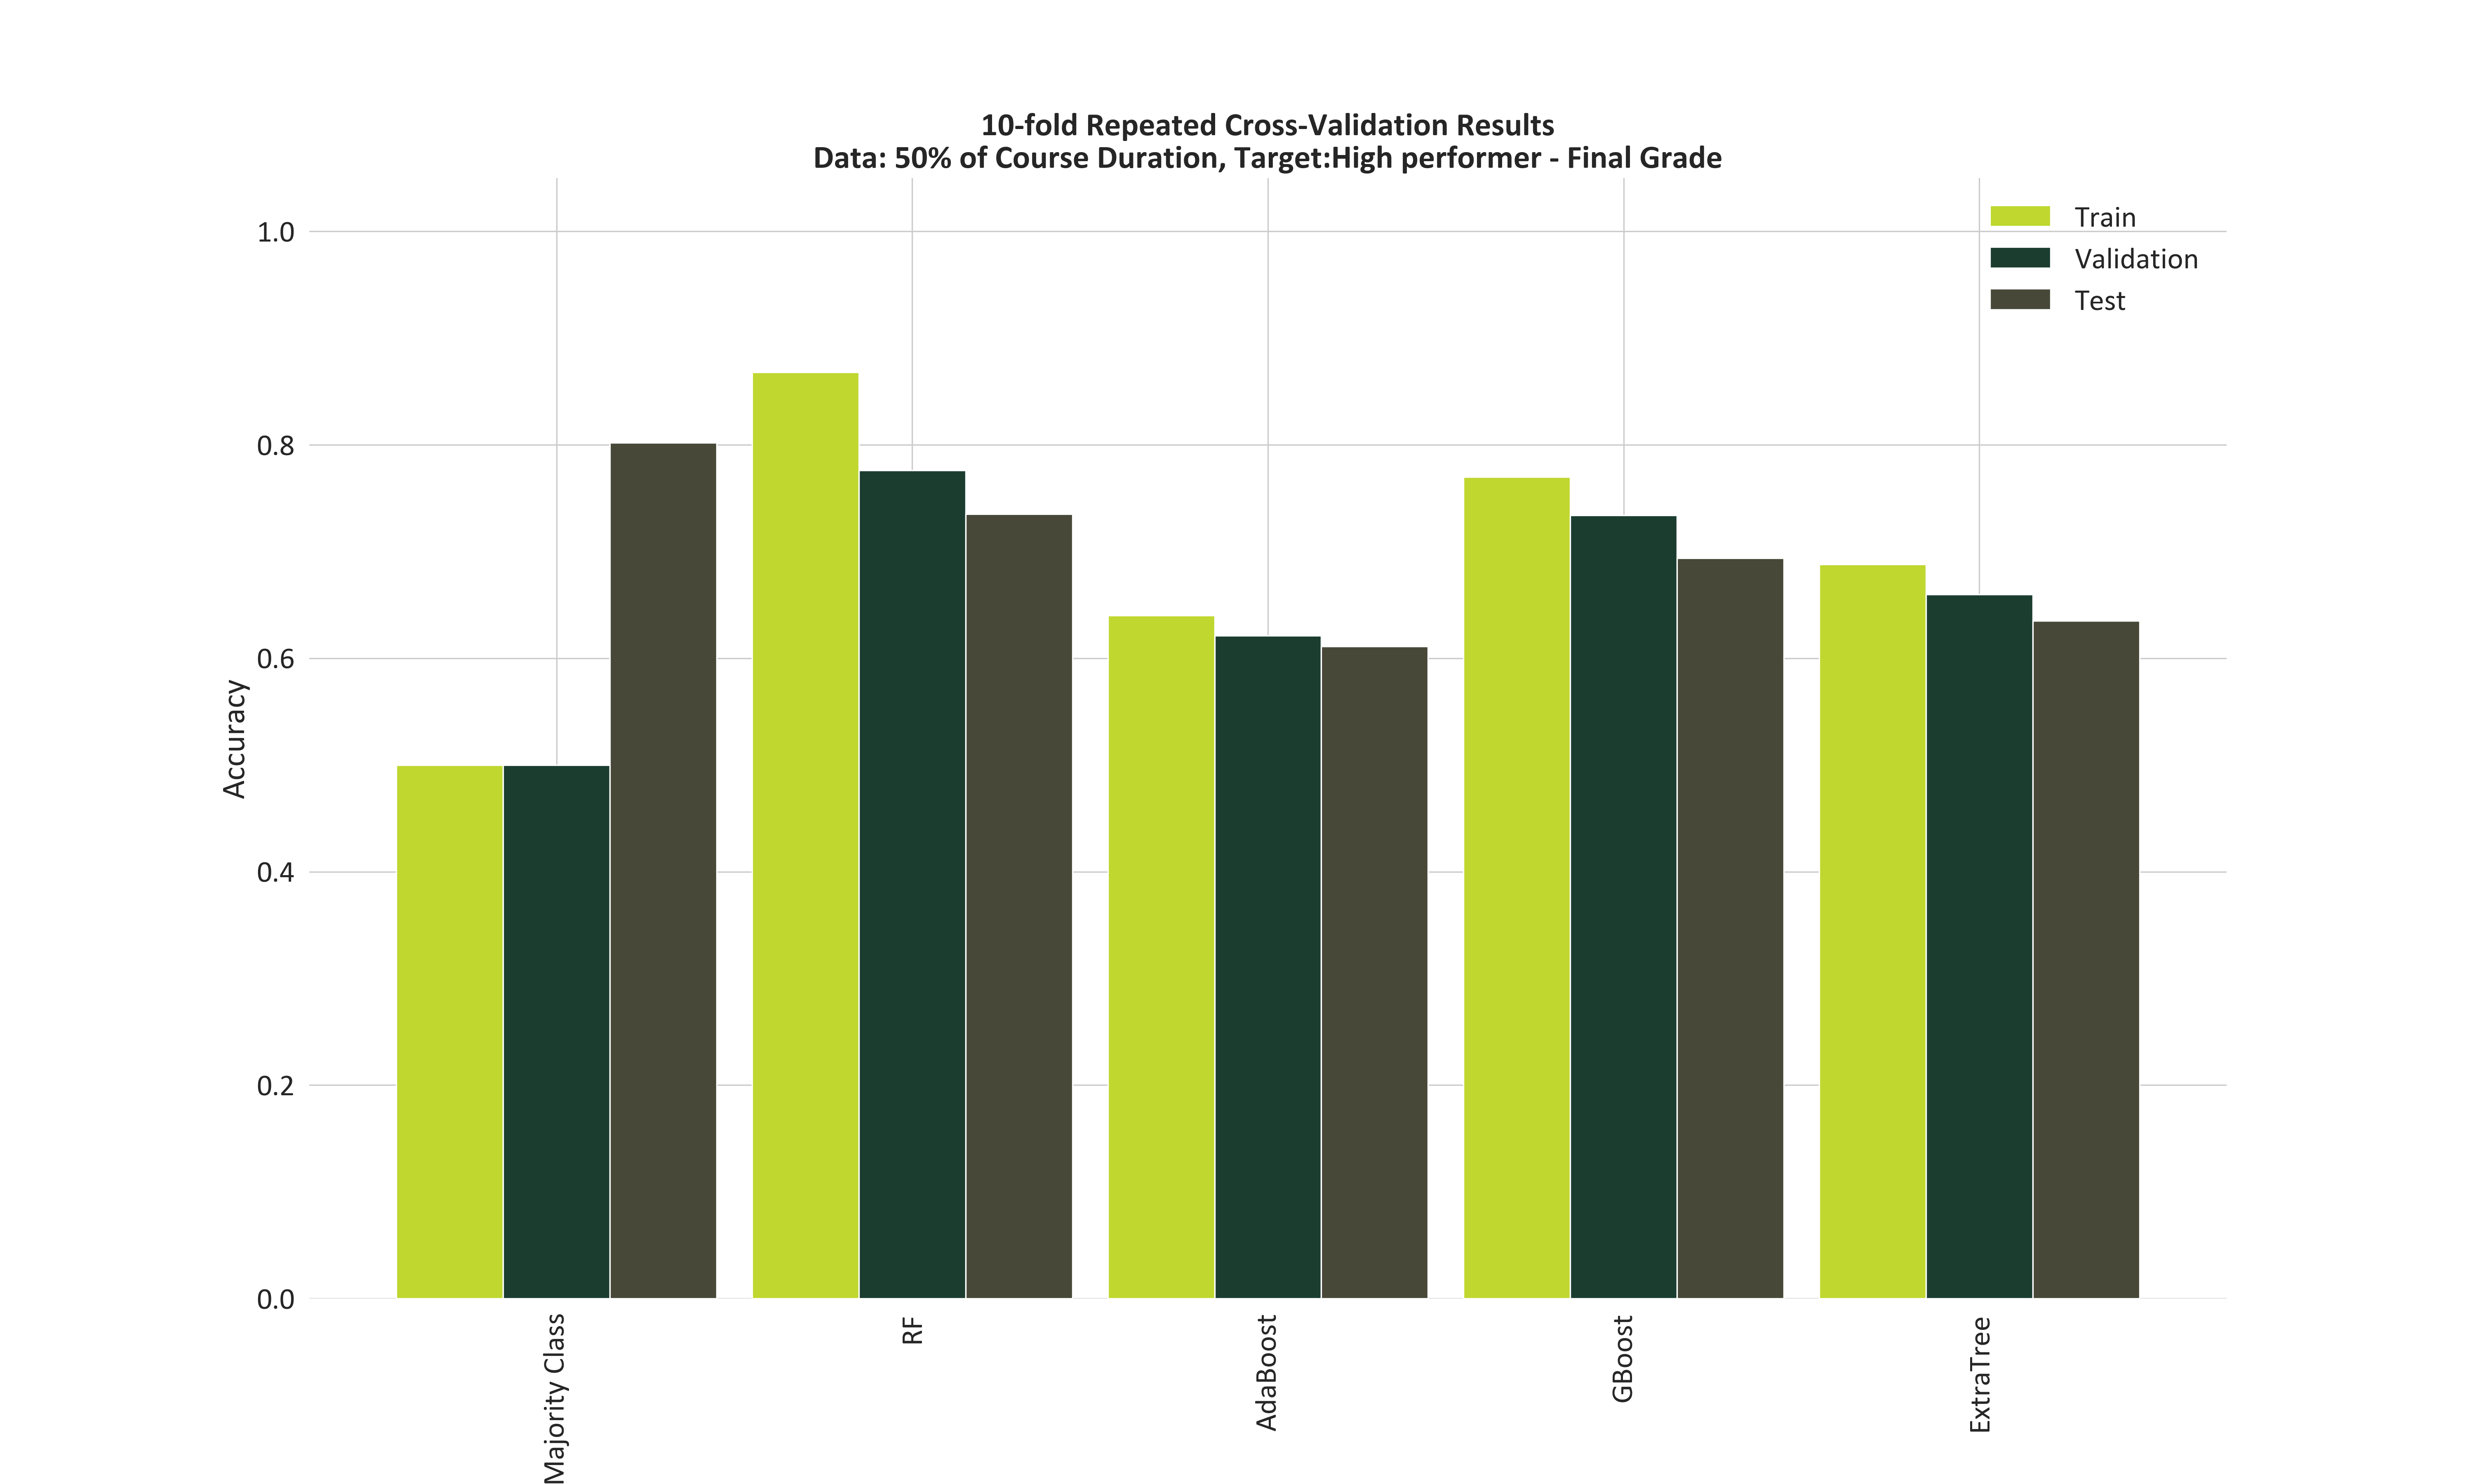 10-fold Repeated Cross-Validation Results
Data: 50% of Course Duration, Target:High performer - Final Grade
Train
Validation
Test
Accuracy
1.0
0.8
0.6
0.4
0.2
0.0
Majority Class
RF
AdaBoost
GBoost
ExtraTree